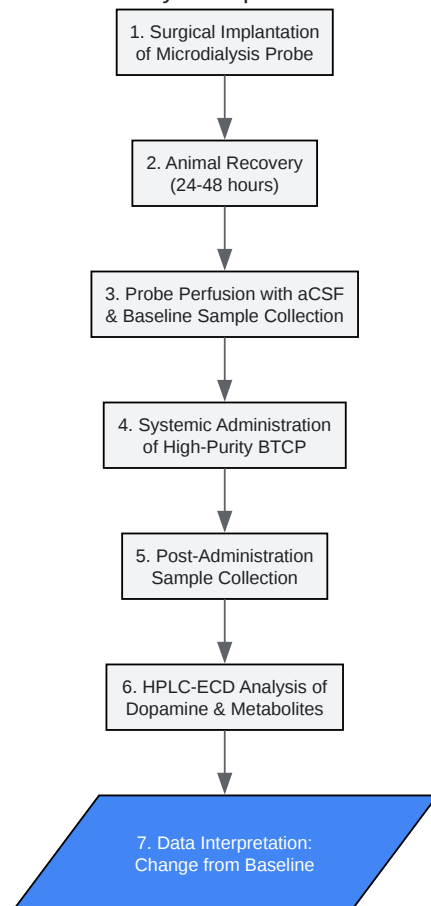 1. Surgical Implantation
of Microdialysis Probe
2. Animal Recovery
(24-48 hours)
3. Probe Perfusion with aCSF
& Baseline Sample Collection
4. Systemic Administration
of High-Purity BTCP
5. Post-Administration
Sample Collection
6. HPLC-ECD Analysis of
Dopamine & Metabolites
7. Data Interpretation:
Change from Baseline